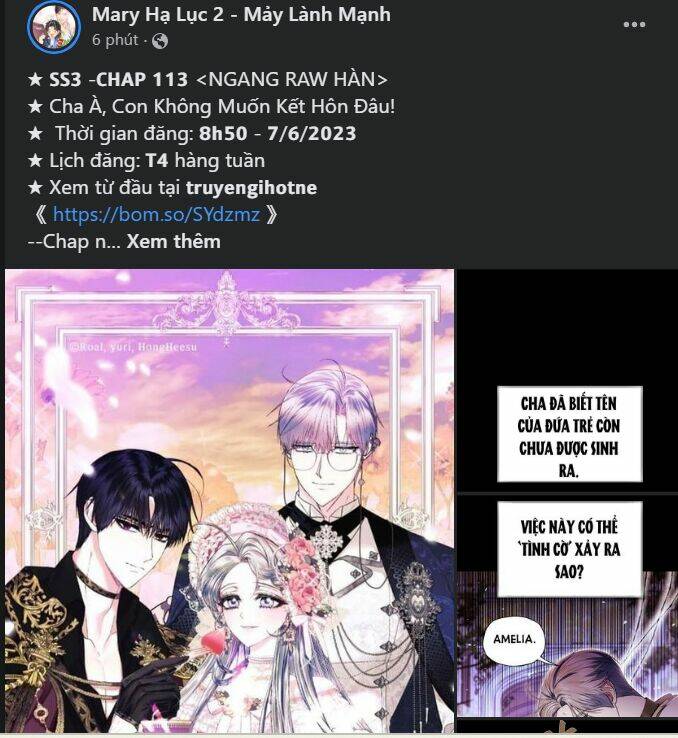 Mary Hạ Lục 2 - Mảy Lành Mạnh
6 phút ·
★ SS3 -CHAP 113 <NGANG RAW HÀN>
★ Cha À, Con Không Muốn Kết Hôn Đâu!
★ Thời gian đăng: 8h50 - 7/6/2023
★ Lịch đăng: T4 hàng tuần
★ Xem từ đầu tại truyengihotne
《 https://bom.so/SYdzmz 》
--Chap n... Xem thêm
©Roal, yuri, HongHeesu
CHA ĐÃ BIẾT TÊN
CỦA ĐỨA TRẺ CÒN
CHƯA ĐƯỢC SINH
RA.
VIỆC NÀY CÓ THỂ
'TÌNH CỜ' XẢY RA
SAO?
AMELIA.